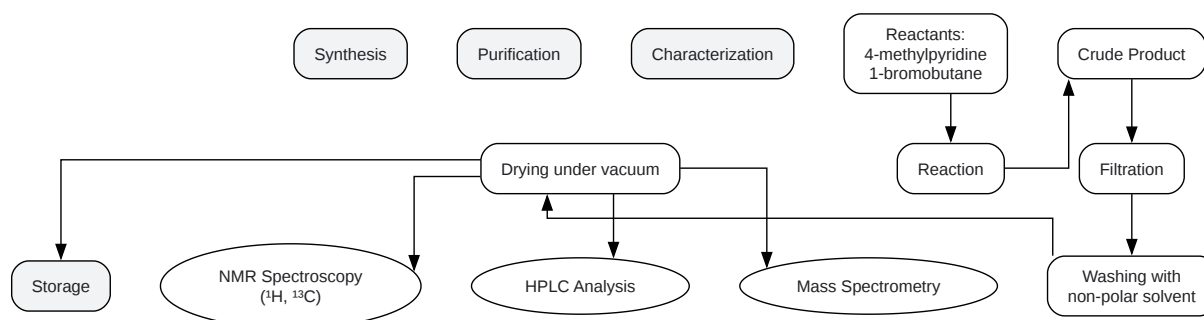 Synthesis
Purification
Characterization
Reactants:
4-methylpyridine
1-bromobutane
Crude Product
Drying under vacuum
Reaction
Filtration
Storage
NMR Spectroscopy
(¹H, ¹³C)
HPLC Analysis
Mass Spectrometry
Washing with
non-polar solvent